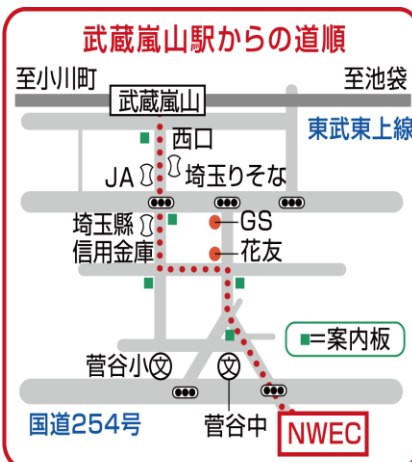 武蔵嵐山駅からの道順
至小川町
至池袋
武蔵嵐山
東武東上線
西口
JA
埼玉りそな
埼玉縣
信用金庫
GS
花友
■=案内板
菅谷小
文
文
国道254号
菅谷中
NWEC